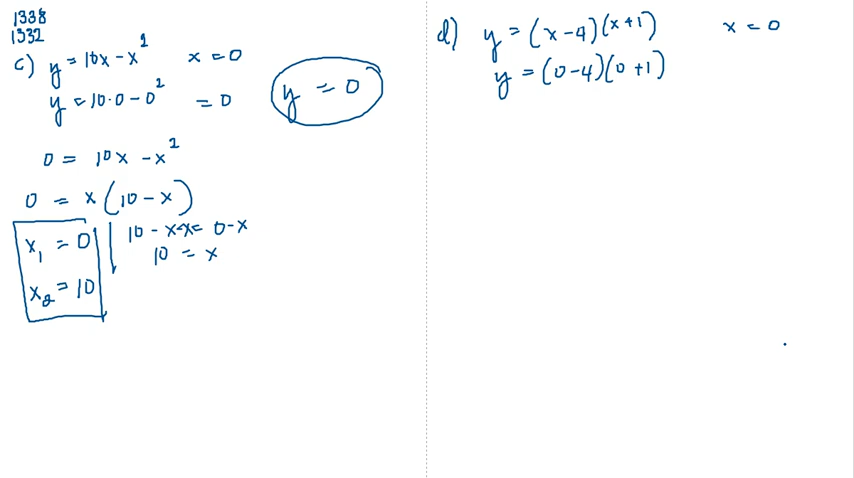 1338
1332
c) y = 10x - x² x = 0
y = 10·0 - 0² = 0
y = 0
0 = 10x - x²
0 = x(10 - x)
x₁ = 0
x₂ = 10
0 - x
10 = x
d) y = (x-4)(x+1) x = 0
y = (0-4)(0+1)